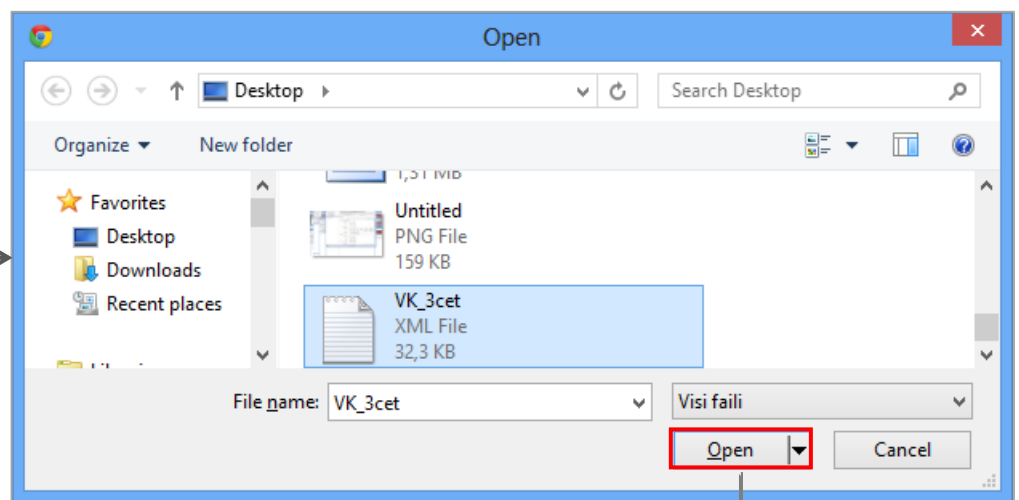 Open
Desktop
Search Desktop
Organize
New folder
Favorites
Desktop
Downloads
Recent places
1,51 MB
Untitled
PNG File
159 KB
VK_3cet
XML File
32,3 KB
File name: VK_3cet
Visi faili
Open
Cancel